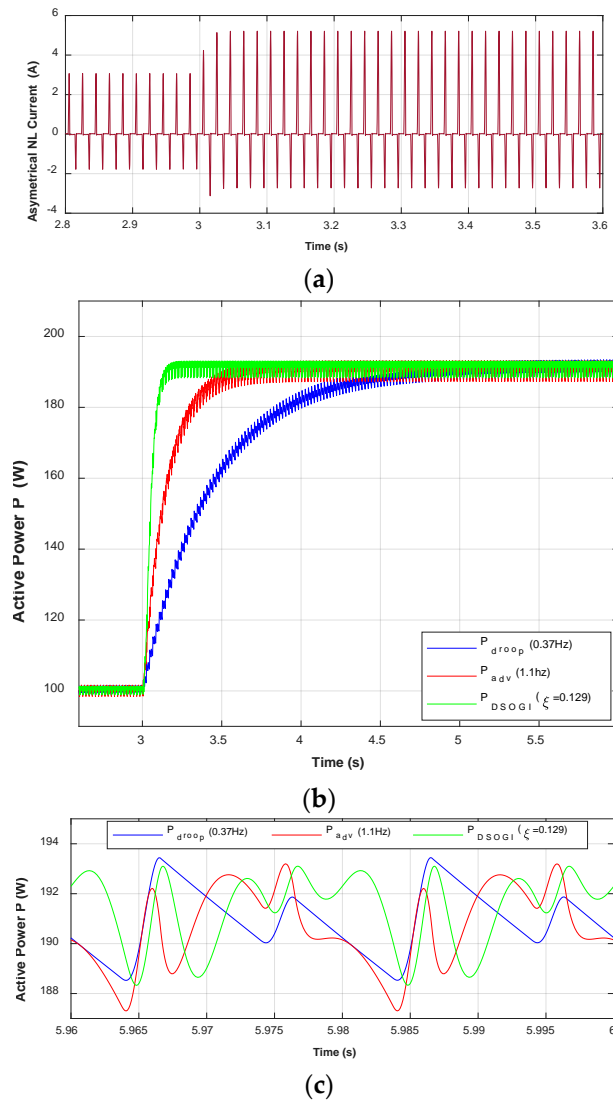 Asymetrical NL Current (A)
6
4
2
0
-2
-4
2.8 2.9 3 3.1 3.2 3.3 3.4 3.5 3.6
Time (s)
(a)
Active Power P (W)
200
180
160
140
120
100
P droop (0.37Hz)
P adv (1.1hz)
P DSOGI (ξ=0.129)
3 3.5 4 4.5 5 5.5
Time (s)
(b)
P droop (0.37Hz) P adv (1.1Hz) P DSOGI (ξ=0.129)
Active Power P (W)
194
192
190
188
5.96 5.965 5.97 5.975 5.98 5.985 5.99 5.995 6
Time (s)
(c)